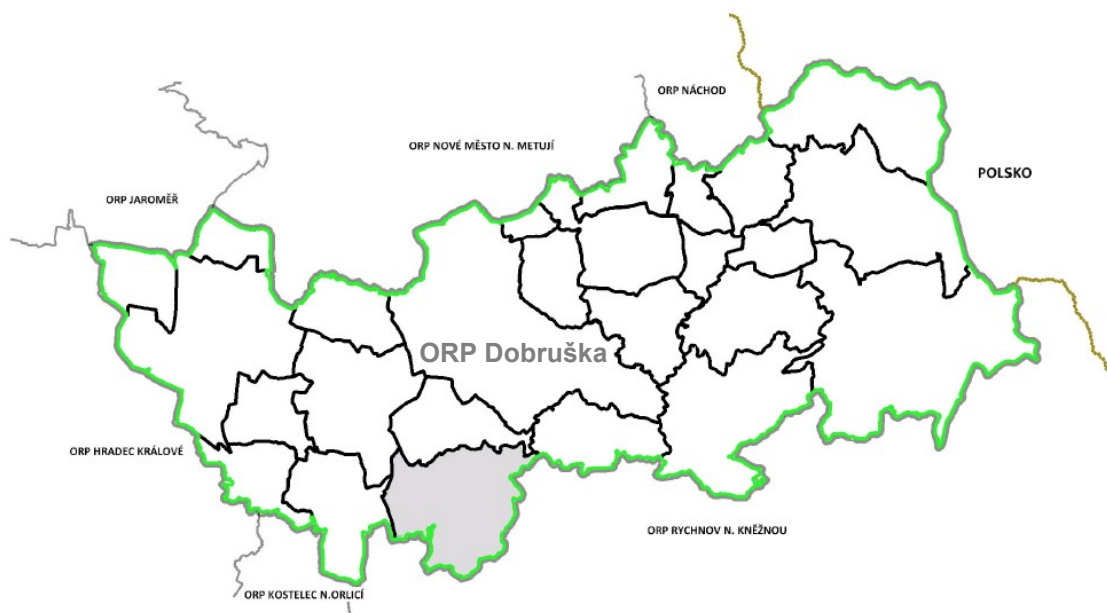 ORP NÁCHOD
ORP NOVÉ MĚSTO N. METUJÍ
POLSKO
ORP JAROMĚŘ
ORP Dobruška
ORP HRADEC KRÁLOVÉ
ORP RYCHNOV N. KNĚŽNOU
ORP KOSTELEC N.ORLICÍ